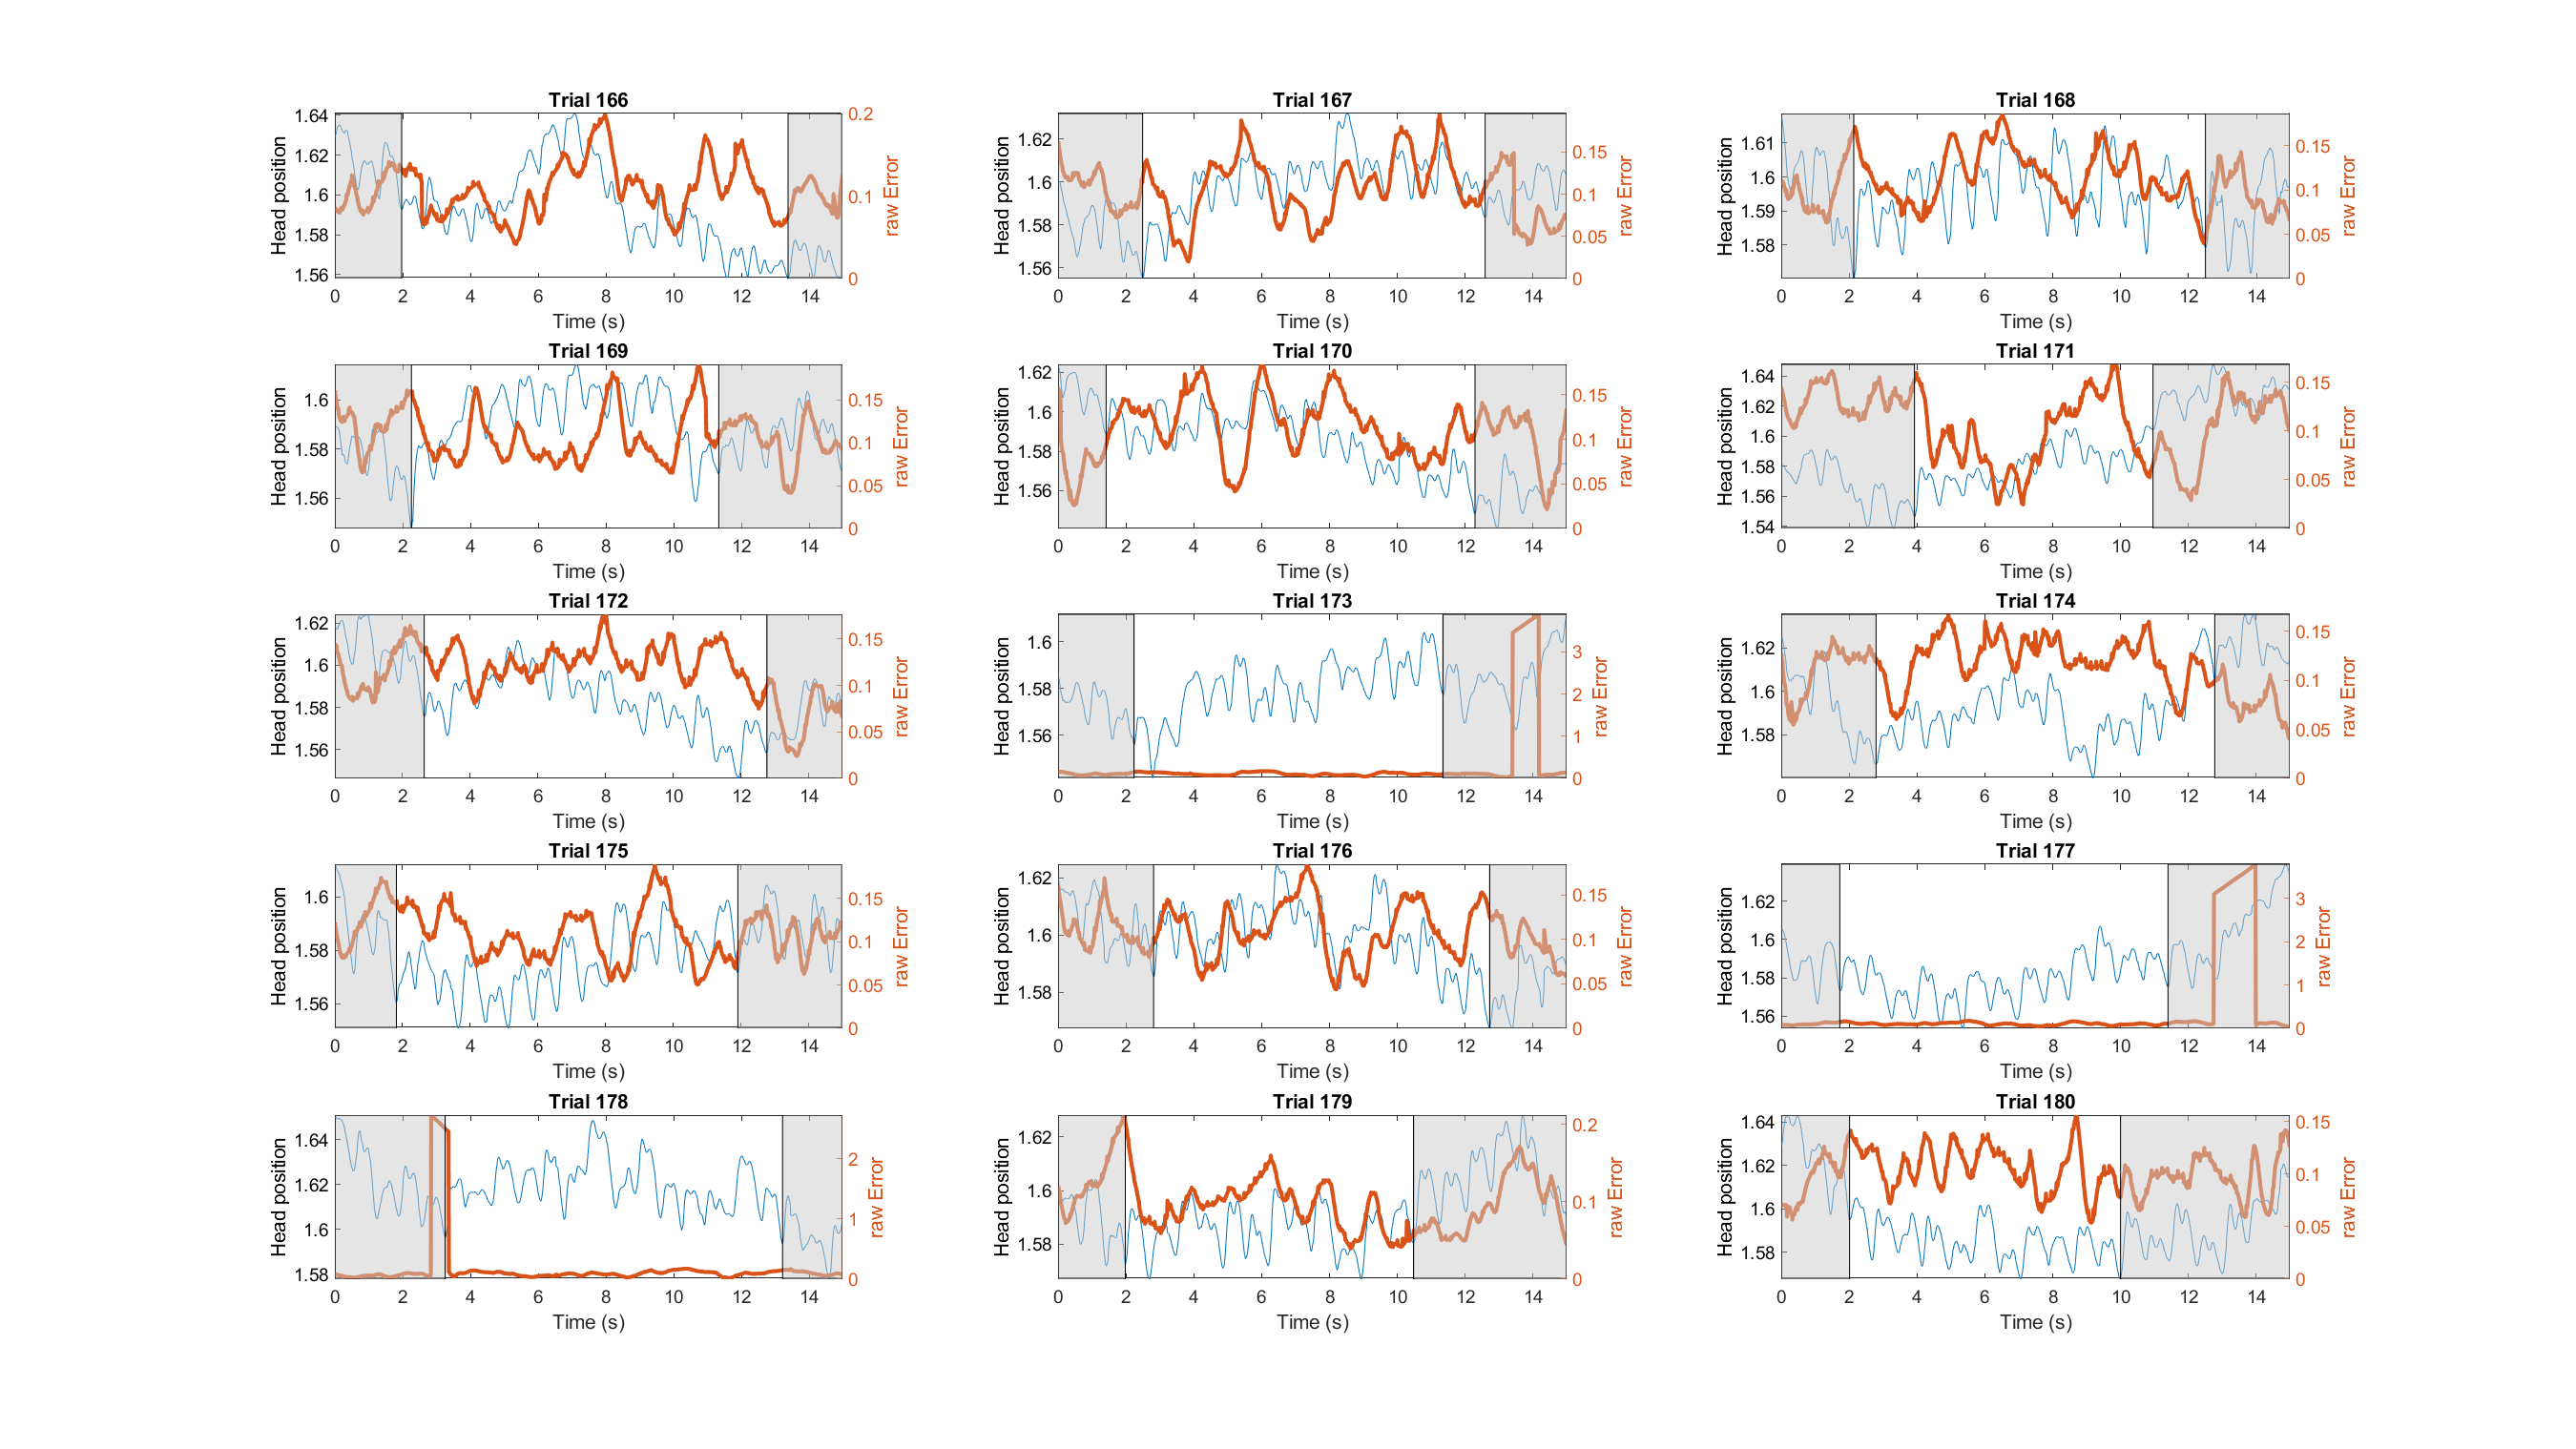 Trial 166
Head position
1.64
1.62
1.6
1.58
1.56
0.2
0.1
0
raw Error
0 2 4 6 8 10 12 14
Time (s)
Trial 167
Head position
1.62
1.6
1.58
1.56
0.15
0.1
0.05
0
raw Error
0 2 4 6 8 10 12 14
Time (s)
Trial 168
Head position
1.61
1.6
1.59
1.58
0.15
0.1
0.05
0
raw Error
0 2 4 6 8 10 12 14
Time (s)
Trial 169
Head position
1.6
1.58
1.56
0.15
0.1
0.05
0
raw Error
0 2 4 6 8 10 12 14
Time (s)
Trial 170
Head position
1.62
1.6
1.58
1.56
0.15
0.1
0.05
0
raw Error
0 2 4 6 8 10 12 14
Time (s)
Trial 171
Head position
1.64
1.62
1.6
1.58
1.56
1.54
0.15
0.1
0.05
0
raw Error
0 2 4 6 8 10 12 14
Time (s)
Trial 172
Head position
1.62
1.6
1.58
1.56
0.15
0.1
0.05
0
raw Error
0 2 4 6 8 10 12 14
Time (s)
Trial 173
Head position
1.6
1.58
1.56
3
2
1
0
raw Error
0 2 4 6 8 10 12 14
Time (s)
Trial 174
Head position
1.62
1.6
1.58
0.15
0.1
0.05
0
raw Error
0 2 4 6 8 10 12 14
Time (s)
Trial 175
Head position
1.6
1.58
1.56
0.15
0.1
0.05
0
raw Error
0 2 4 6 8 10 12 14
Time (s)
Trial 176
Head position
1.62
1.6
1.58
0.15
0.1
0.05
0
raw Error
0 2 4 6 8 10 12 14
Time (s)
Trial 177
Head position
1.62
1.6
1.58
1.56
3
2
1
0
raw Error
0 2 4 6 8 10 12 14
Time (s)
Trial 178
Head position
1.64
1.62
1.6
1.58
2
1
0
raw Error
0 2 4 6 8 10 12 14
Time (s)
Trial 179
Head position
1.62
1.6
1.58
0.2
0.1
0
raw Error
0 2 4 6 8 10 12 14
Time (s)
Trial 180
Head position
1.64
1.62
1.6
1.58
0.15
0.1
0.05
0
raw Error
0 2 4 6 8 10 12 14
Time (s)